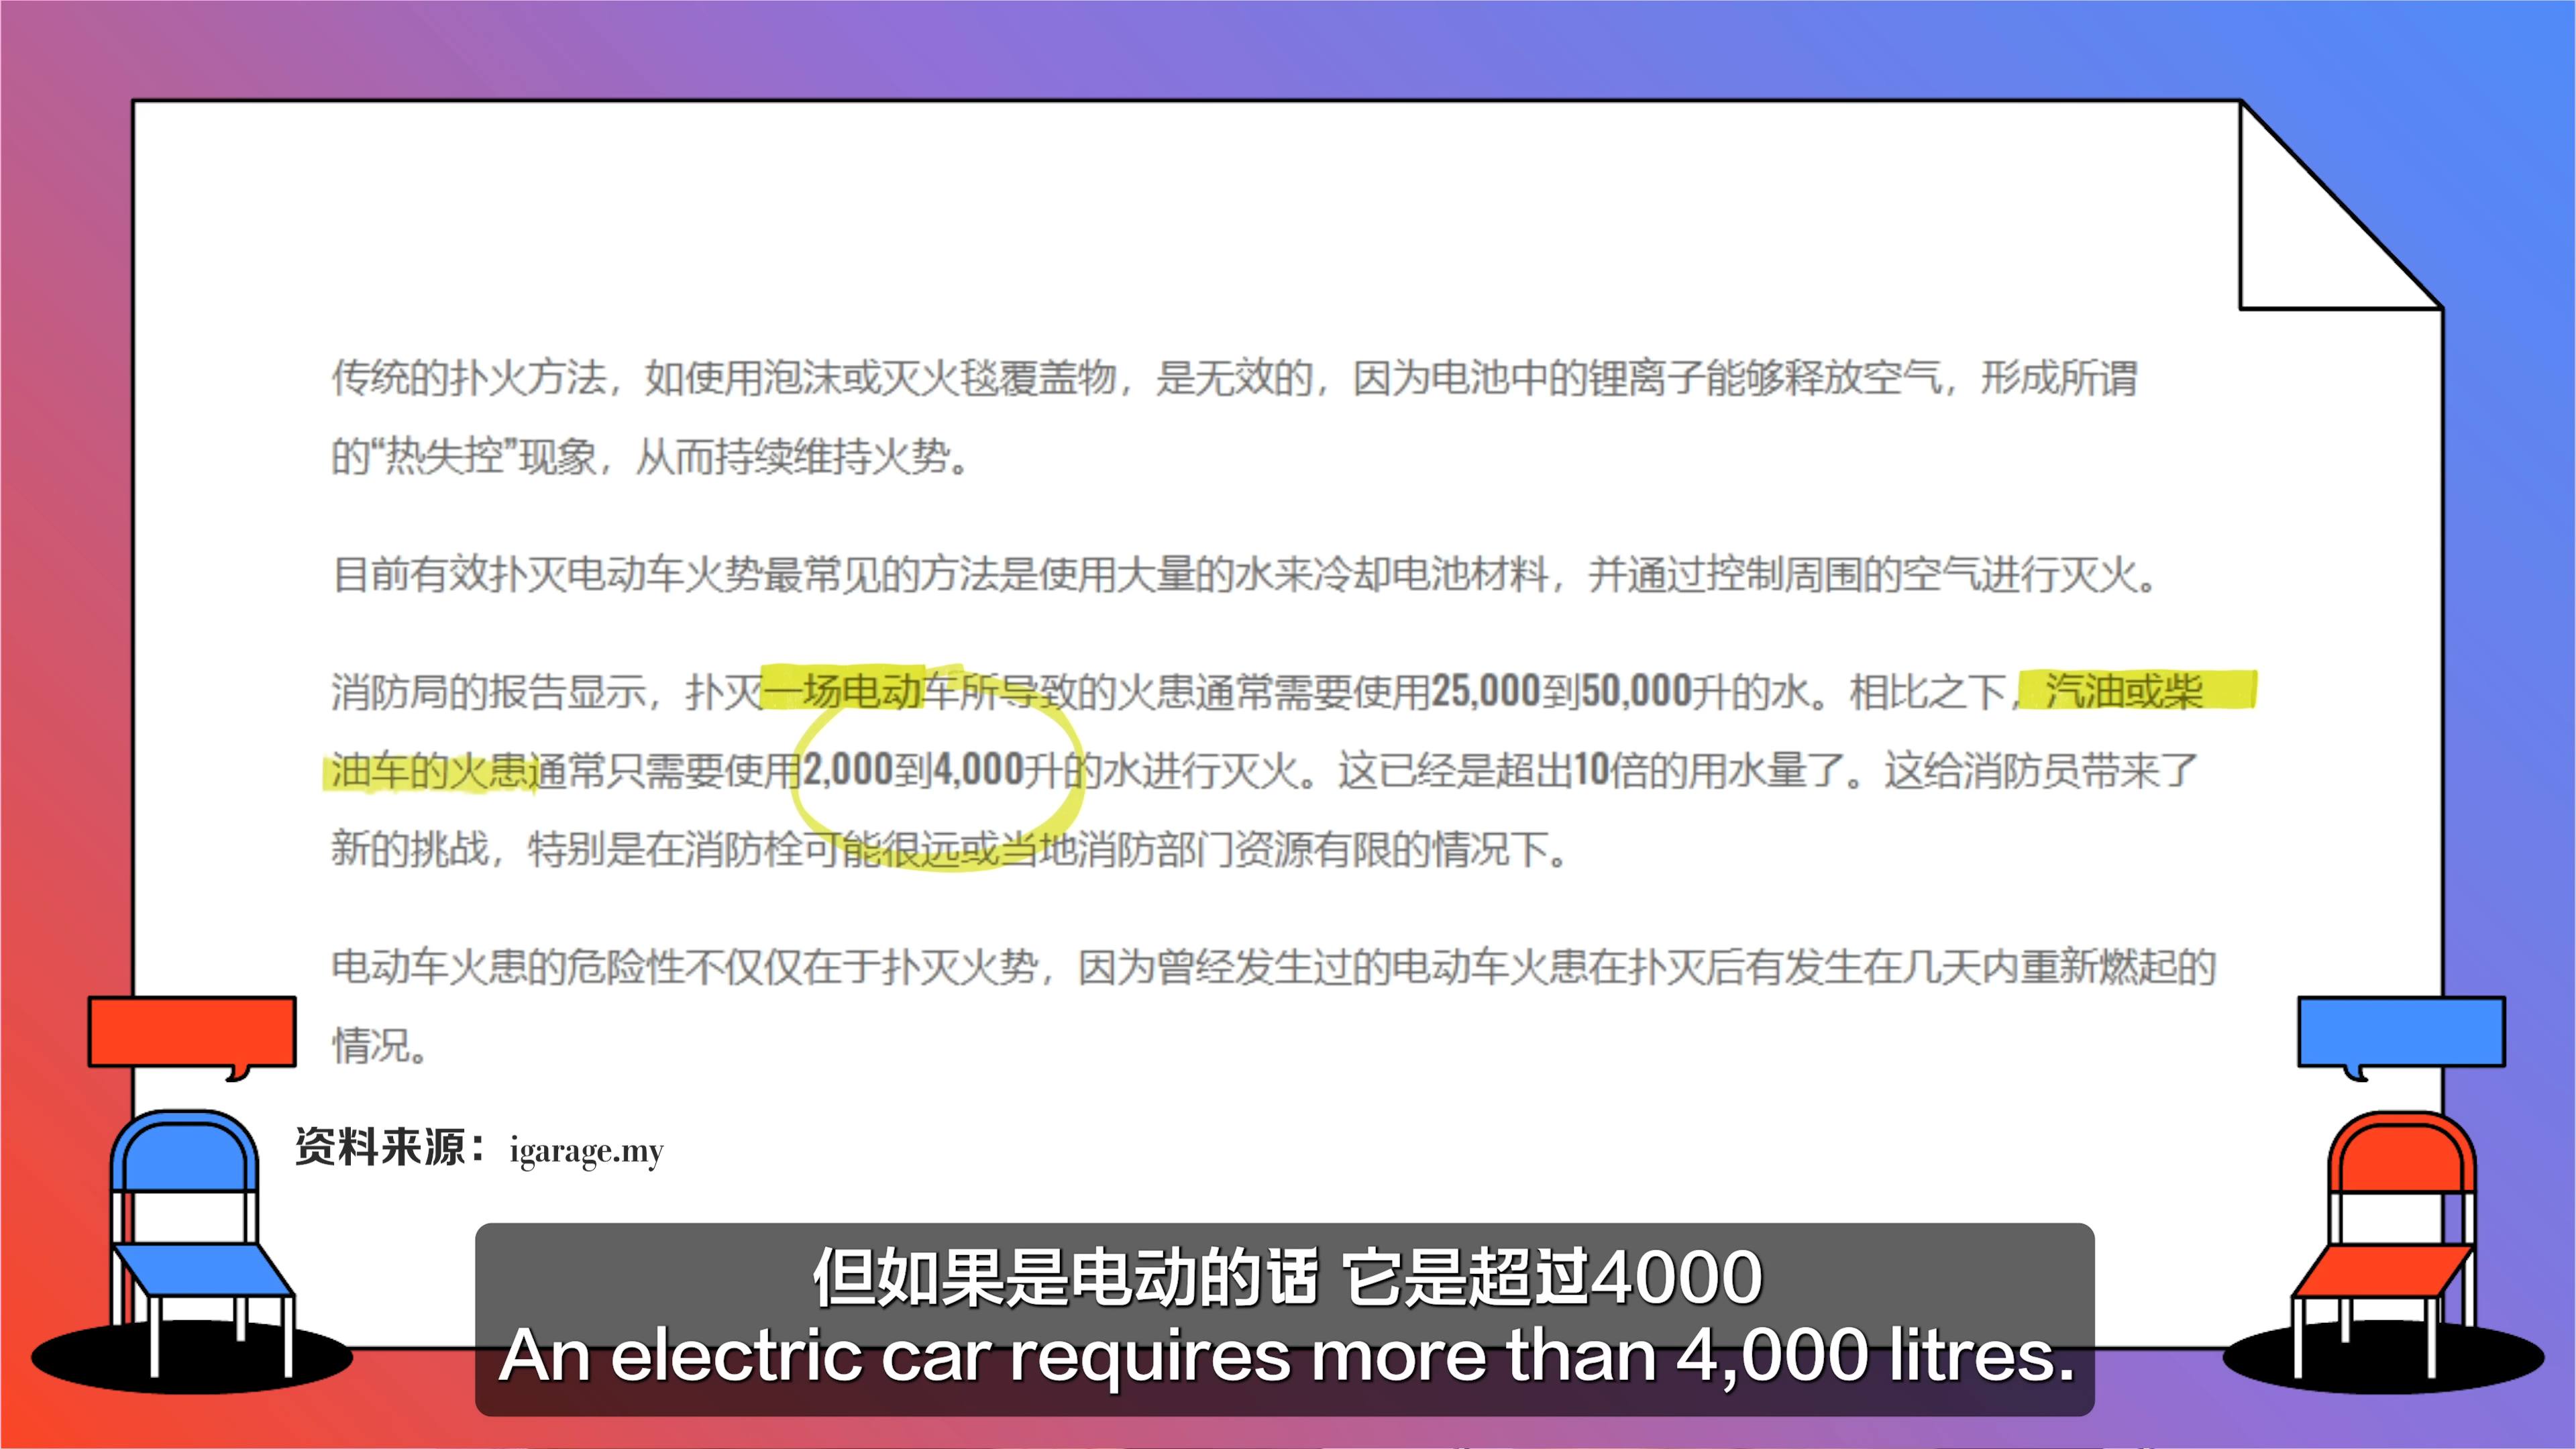 传统的扑火方法，如使用泡沫或灭火毯覆盖物，是无效的，因为电池中的锂离子能够释放空气，形成所谓
的“热失控”现象，从而持续维持火势。
目前有效扑灭电动车火势最常见的方法是使用大量的水来冷却电池材料，并通过控制周围的空气进行灭火。
消防局的报告显示，扑灭一场电动车所导致的火患通常需要使用25,000到50,000升的水。相比之下，汽油或柴
油车的火患通常只需要使用2,000到4,000升的水进行灭火。这已经是超出10倍的用水量了。这给消防员带来了
新的挑战，特别是在消防栓可能很远或当地消防部门资源有限的情况下。
电动车火患的危险性不仅仅在于扑灭火势，因为曾经发生过的电动车火患在扑灭后有发生在几天内重新燃起的
情况。
资料来源：igarage.my
但如果是电动的话 它是超过4000
An electric car requires more than 4,000 litres.